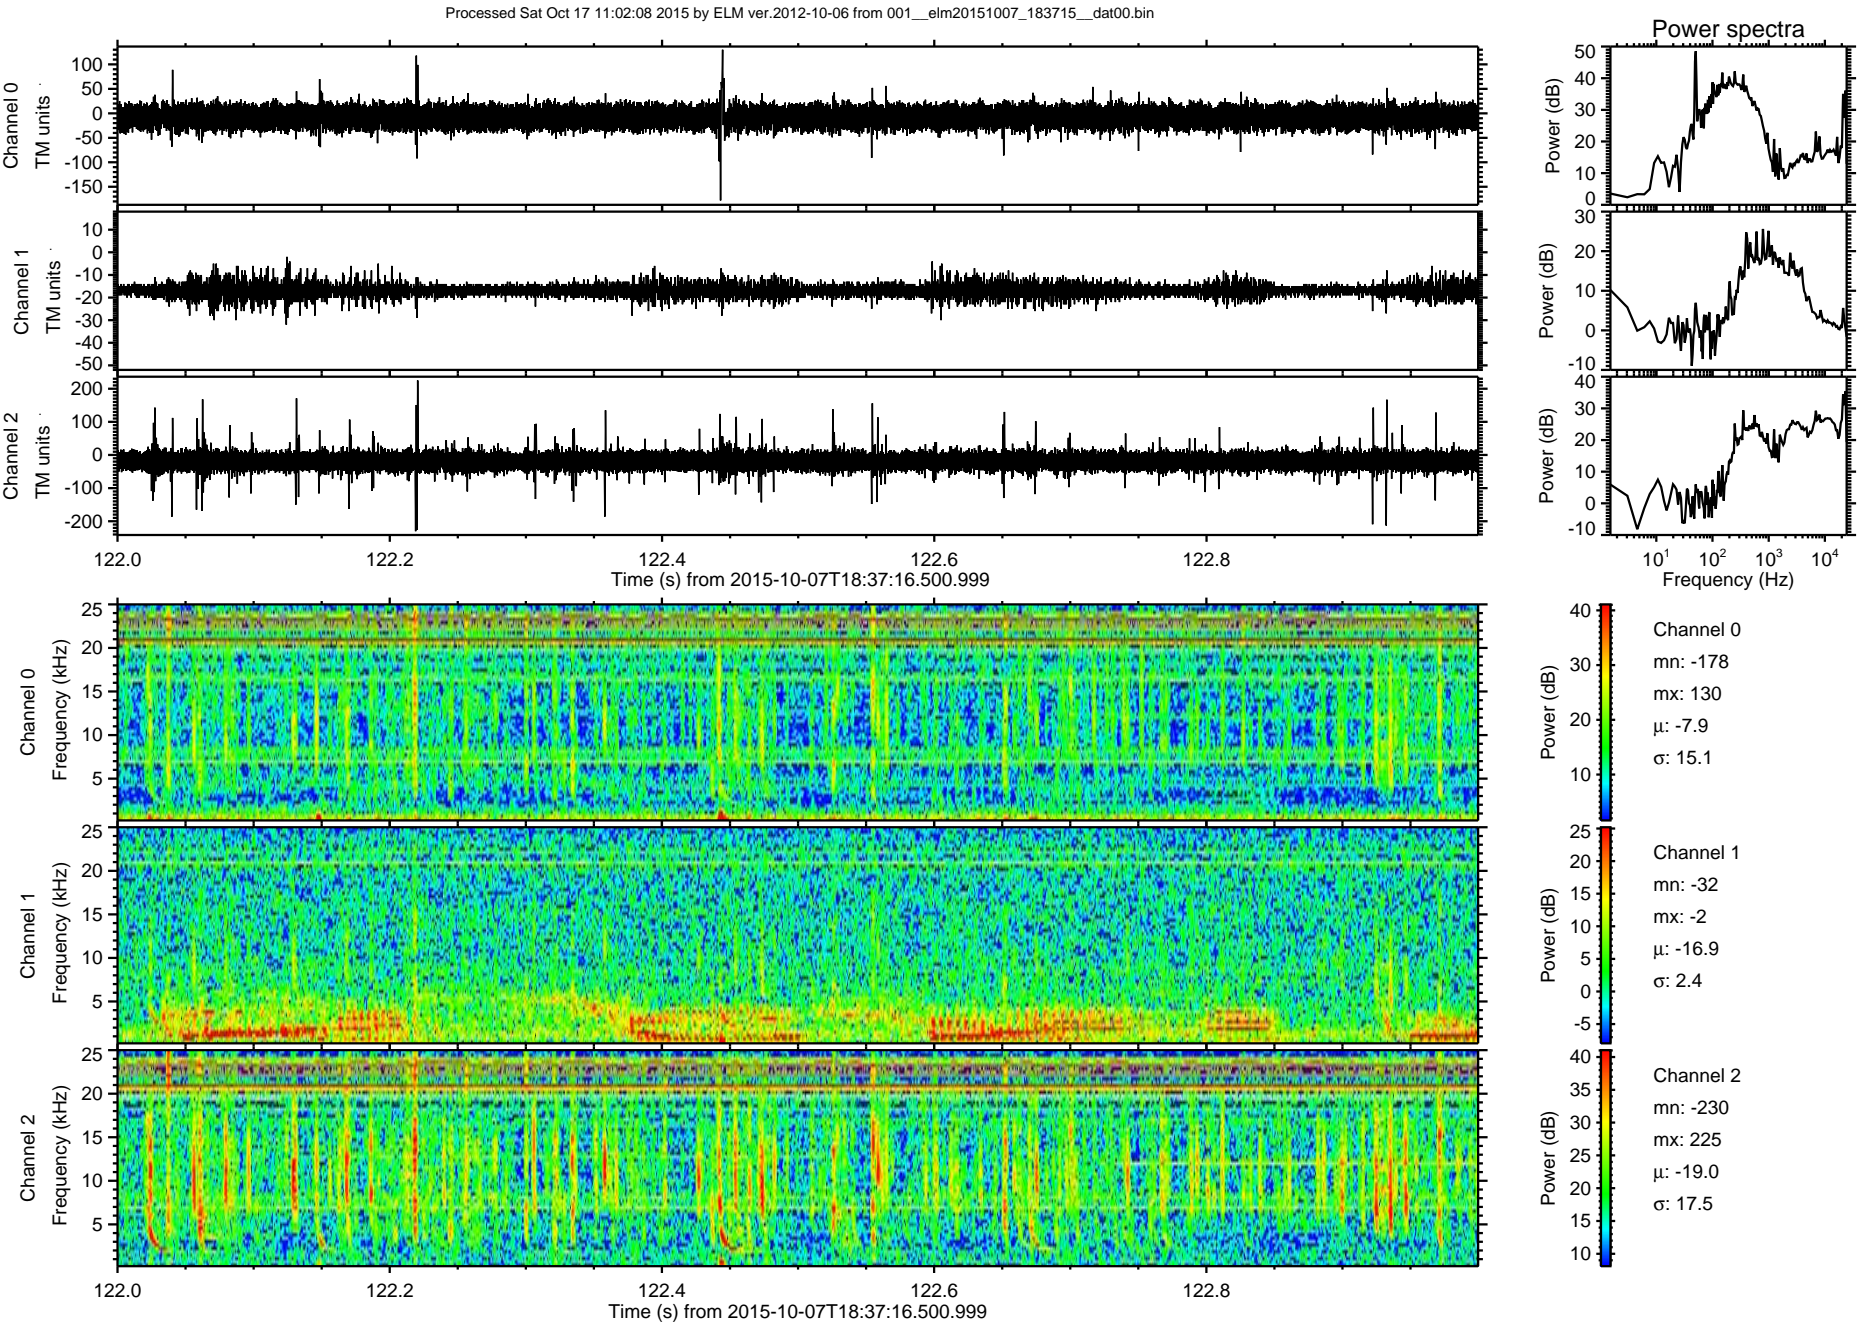 Processed Sat Oct 17 11:02:08 2015 by ELM ver.2012-10-06 from 001__elm20151007_183715__dat00.bin
Power spectra
Channel 0
TM units
100
50
0
-50
-100
-150
Power (dB)
50
40
30
20
10
0
Channel 1
TM units
10
0
-10
-20
-30
-40
-50
Power (dB)
30
20
10
0
-10
Channel 2
TM units
200
100
0
-100
-200
Power (dB)
40
30
20
10
0
-10
122.0 122.2 122.4 122.6 122.8
Time (s) from 2015-10-07T18:37:16.500.999
10¹ 10² 10³ 10⁴
Frequency (Hz)
Channel 0
Frequency (kHz)
25
20
15
10
5
Power (dB)
40
30
20
10
Channel 0
mn: -178
mx: 130
μ: -7.9
σ: 15.1
Channel 1
Frequency (kHz)
25
20
15
10
5
Power (dB)
25
20
15
10
5
0
-5
Channel 1
mn: -32
mx: -2
μ: -16.9
σ: 2.4
Channel 2
Frequency (kHz)
25
20
15
10
5
Power (dB)
40
35
30
25
20
15
10
Channel 2
mn: -230
mx: 225
μ: -19.0
σ: 17.5
122.0 122.2 122.4 122.6 122.8
Time (s) from 2015-10-07T18:37:16.500.999